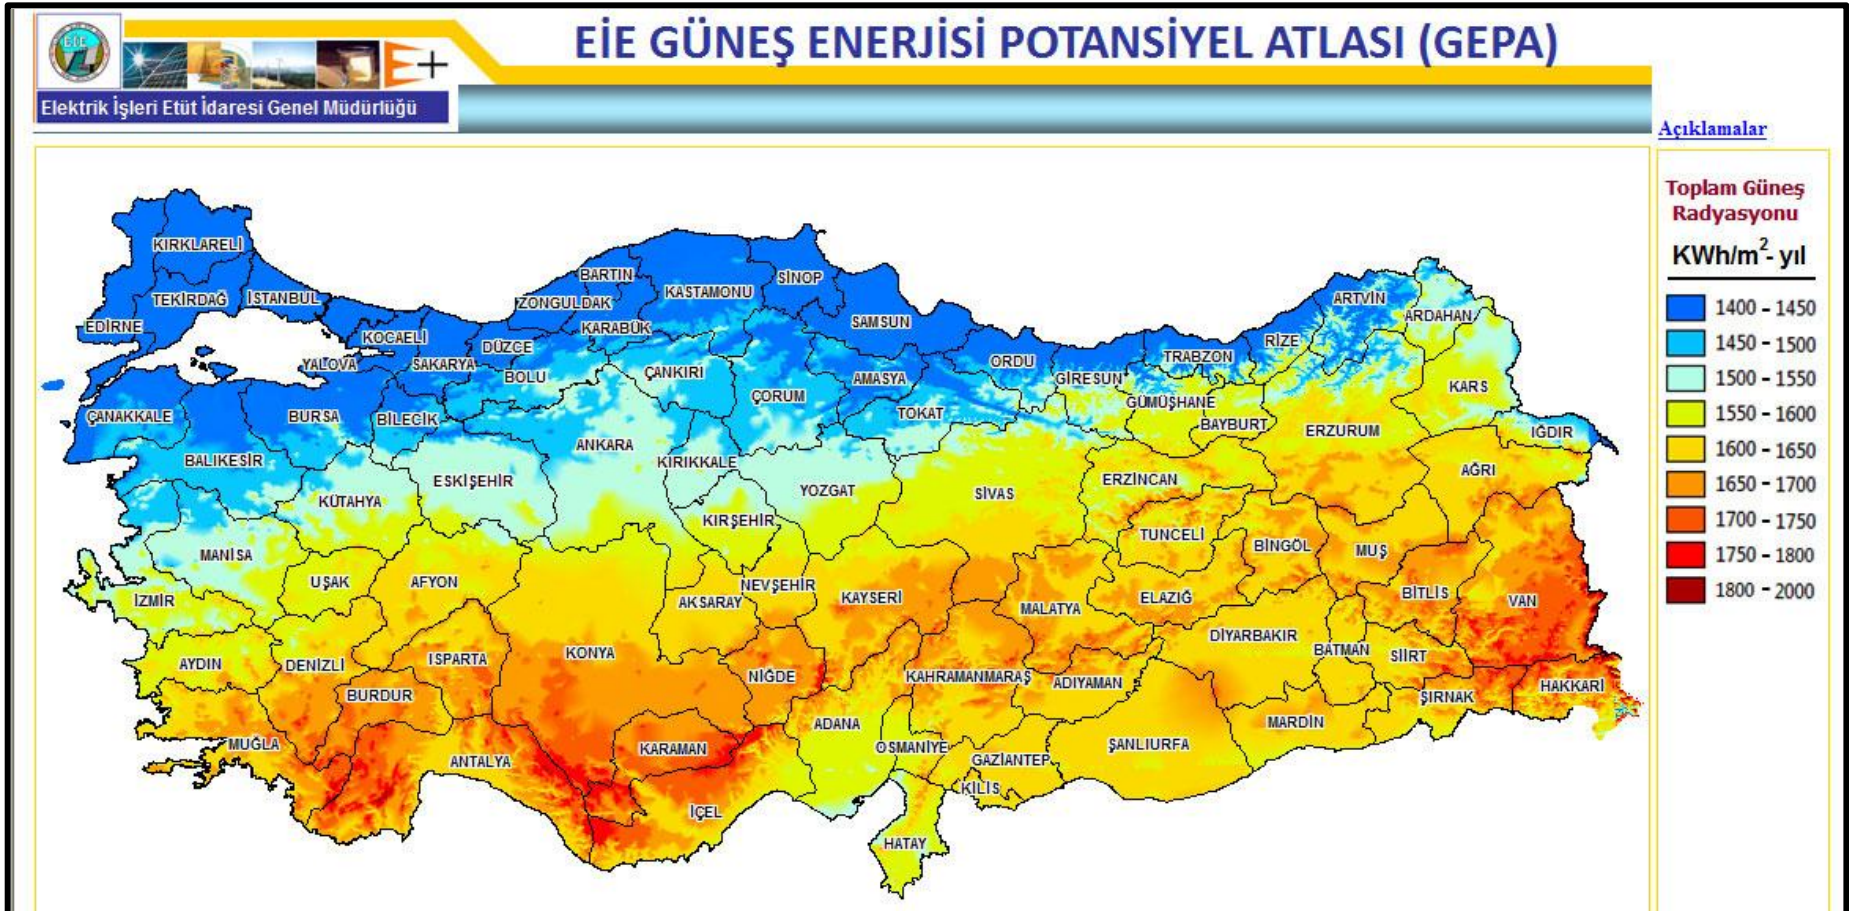 EİE GÜNEŞ ENERJİSİ POTANSİYEL ATLASI (GEPA)
EİE
E+
Elektrik İşleri Etüt İdaresi Genel Müdürlüğü
Açıklamalar
Toplam Güneş
Radyasyonu
KWh/m²- yıl
1400 - 1450
1450 - 1500
1500 - 1550
1550 - 1600
1600 - 1650
1650 - 1700
1700 - 1750
1750 - 1800
1800 - 2000
KIRKLARELİ
TEKİRDAĞ
İSTANBUL
EDİRNE
KOCAELİ
YALOVA
SAKARYA
DÜZCE
ZONGULDAK
BARTIN
KARABÜK
KASTAMONU
SİNOP
SAMSUN
ORDU
GİRESUN
TRABZON
RİZE
ARTVİN
ARDAHAN
ÇANAKKALE
BURSA
BİLECİK
BOLU
ÇANKIRI
ÇORUM
AMASYA
TOKAT
GÜMÜŞHANE
BAYBURT
ERZURUM
KARS
IĞDIR
BALIKESİR
KÜTAHYA
ESKİŞEHİR
ANKARA
KIRIKKALE
YOZGAT
SİVAS
ERZİNCAN
AĞRI
MANİSA
UŞAK
AFYON
KIRŞEHİR
NEVŞEHİR
AKSARAY
KAYSERİ
MALATYA
TUNCELİ
ELAZIĞ
BİNGÖL
MUŞ
BİTLİS
VAN
İZMİR
AYDIN
DENİZLİ
ISPARTA
BURDUR
KONYA
NİĞDE
KAHRAMANMARAŞ
ADIYAMAN
DİYARBAKIR
BATMAN
SİİRT
ŞIRNAK
HAKKARİ
MUĞLA
ANTALYA
KARAMAN
İÇEL
ADANA
OSMANİYE
GAZİANTEP
KİLİS
ŞANLIURFA
MARDİN
HATAY